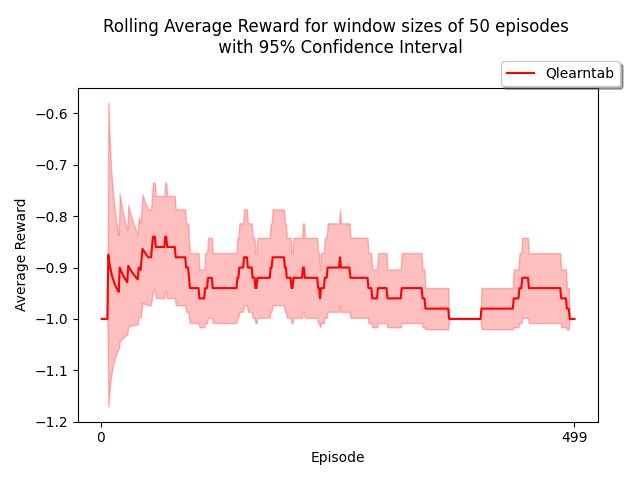 Rolling Average Reward for window sizes of 50 episodes
with 95% Confidence Interval
Qlearntab
−0.6
−0.7
−0.8
−0.9
−1.0
−1.1
−1.2
Average Reward
0
499
Episode